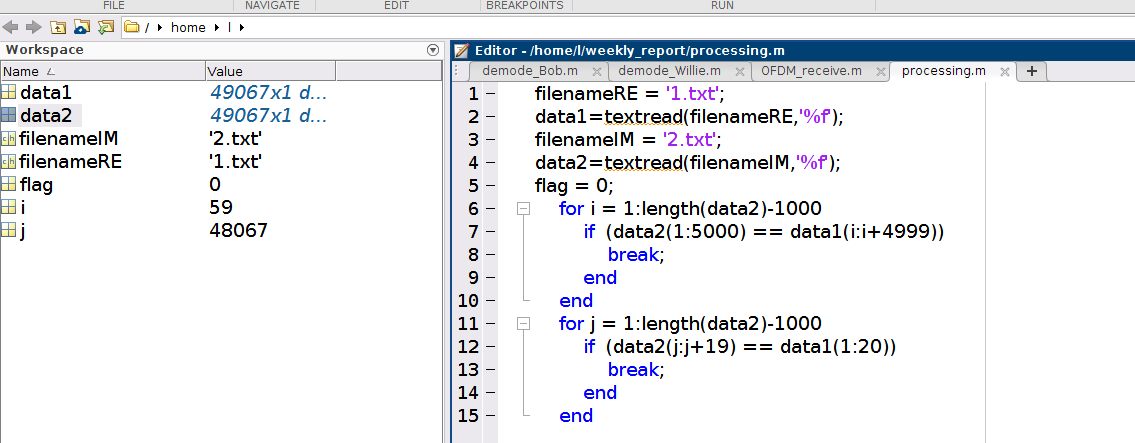 FILE NAVIGATE EDIT BREAKPOINTS RUN
/ home l
Workspace
Name Value
data1 49067x1 d...
data2 49067x1 d...
filenameIM '2.txt'
filenameRE '1.txt'
flag 0
i 59
j 48067
Editor - /home/l/weekly_report/processing.m
demode_Bob.m demode_Willie.m OFDM_receive.m processing.m
1 filenameRE = '1.txt';
2 data1=textread(filenameRE,'%f');
3 filenameIM = '2.txt';
4 data2=textread(filenameIM,'%f');
5 flag = 0;
6 for i = 1:length(data2)-1000
7 if (data2(1:5000) == data1(i:i+4999))
8 break;
9 end
10 end
11 for j = 1:length(data2)-1000
12 if (data2(j:j+19) == data1(1:20))
13 break;
14 end
15 end